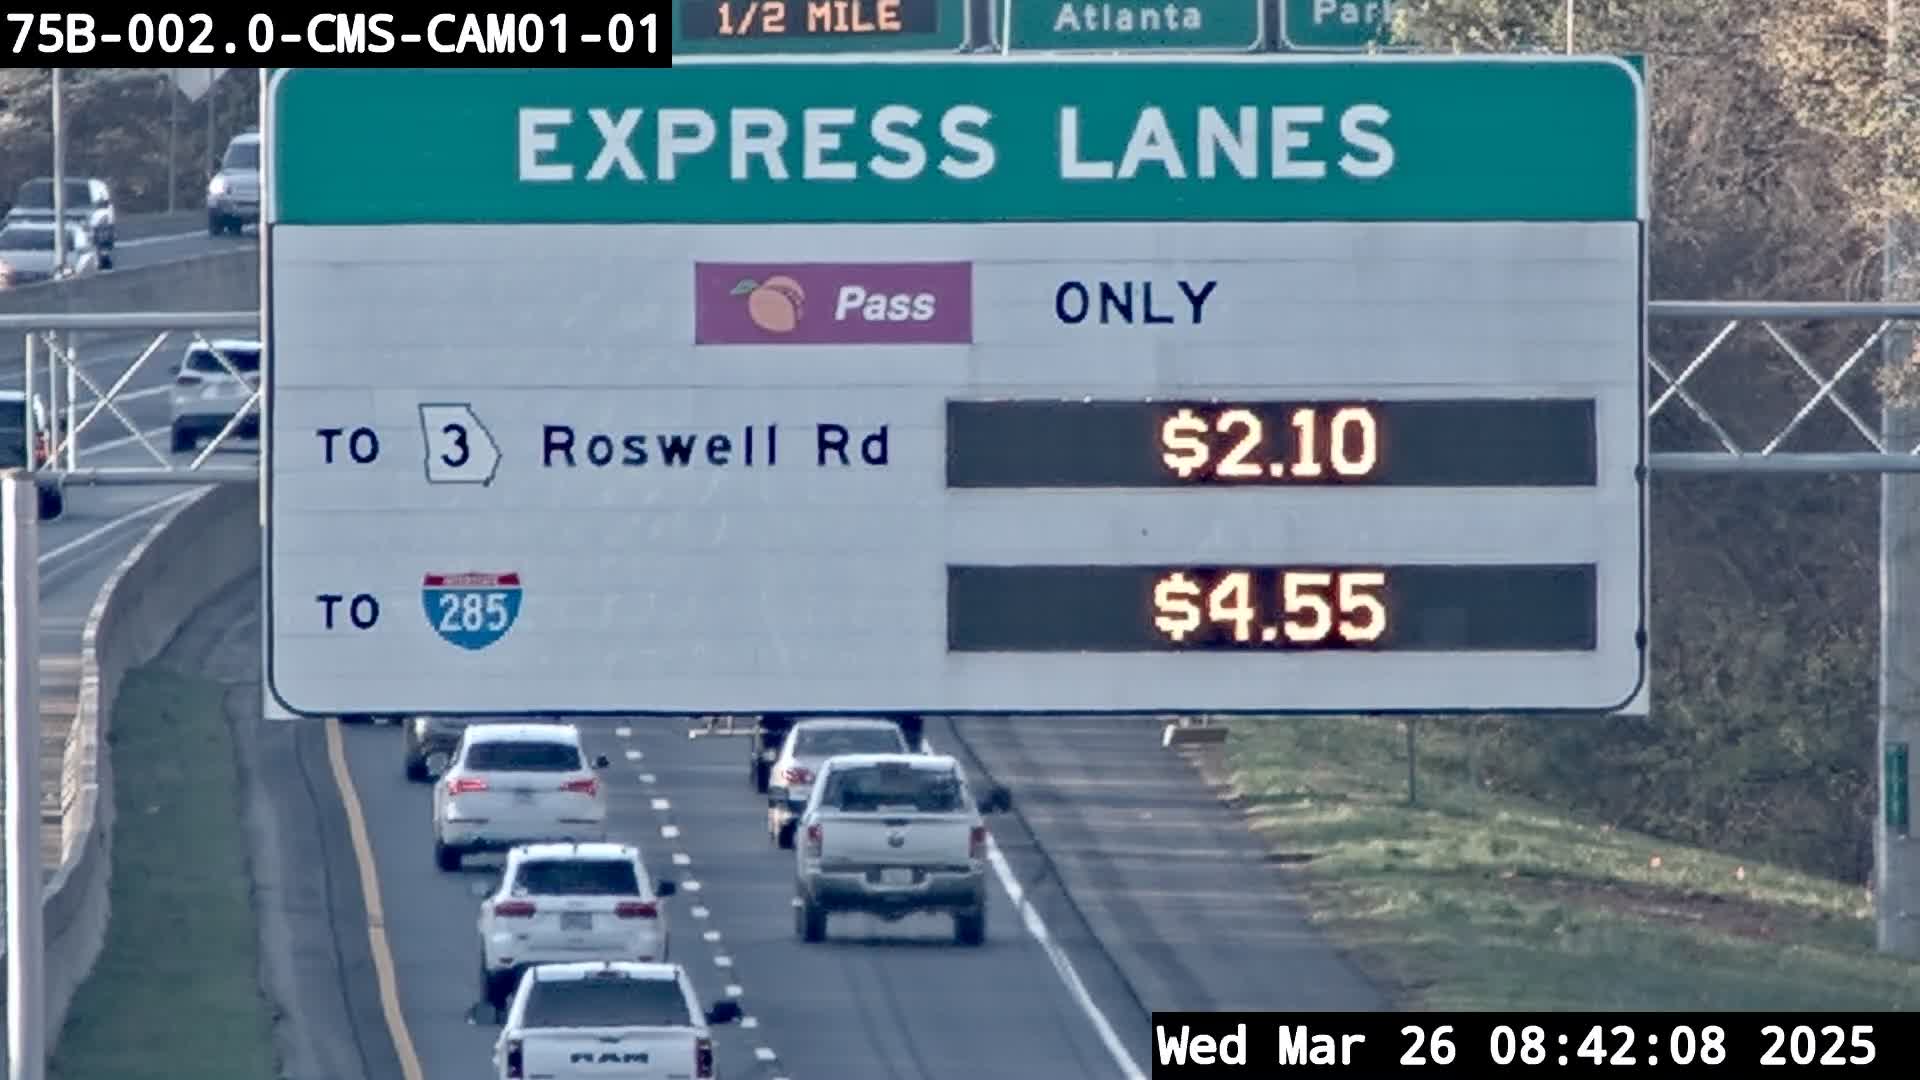 75B-002.0-CMS-CAM01-01
1/2 MILE
Atlanta
EXPRESS LANES
Pass ONLY
TO 3 Roswell Rd $2.10
TO 285 $4.55
RAM
Wed Mar 26 08:42:08 2025